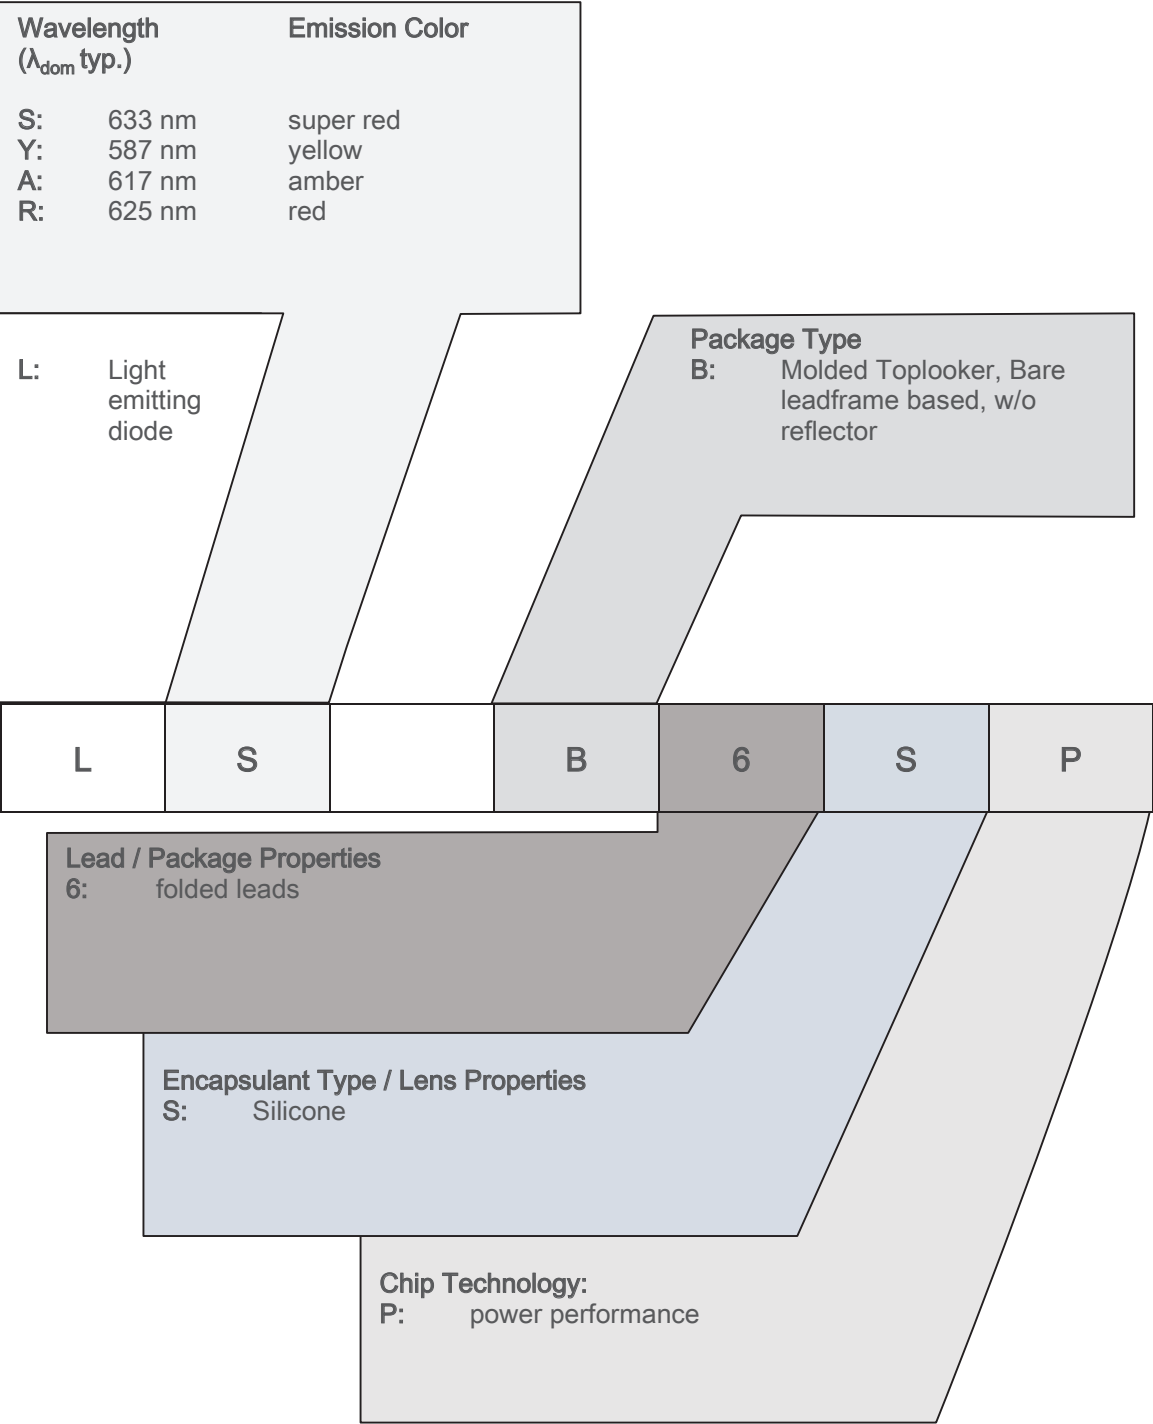 Wavelength Emission Color
(λdom typ.)
S: 633 nm super red
Y: 587 nm yellow
A: 617 nm amber
R: 625 nm red
L: Light
emitting
diode
Package Type
B: Molded Toplooker, Bare
leadframe based, w/o
reflector
L S B 6 S P
Lead / Package Properties
6: folded leads
Encapsulant Type / Lens Properties
S: Silicone
Chip Technology:
P: power performance